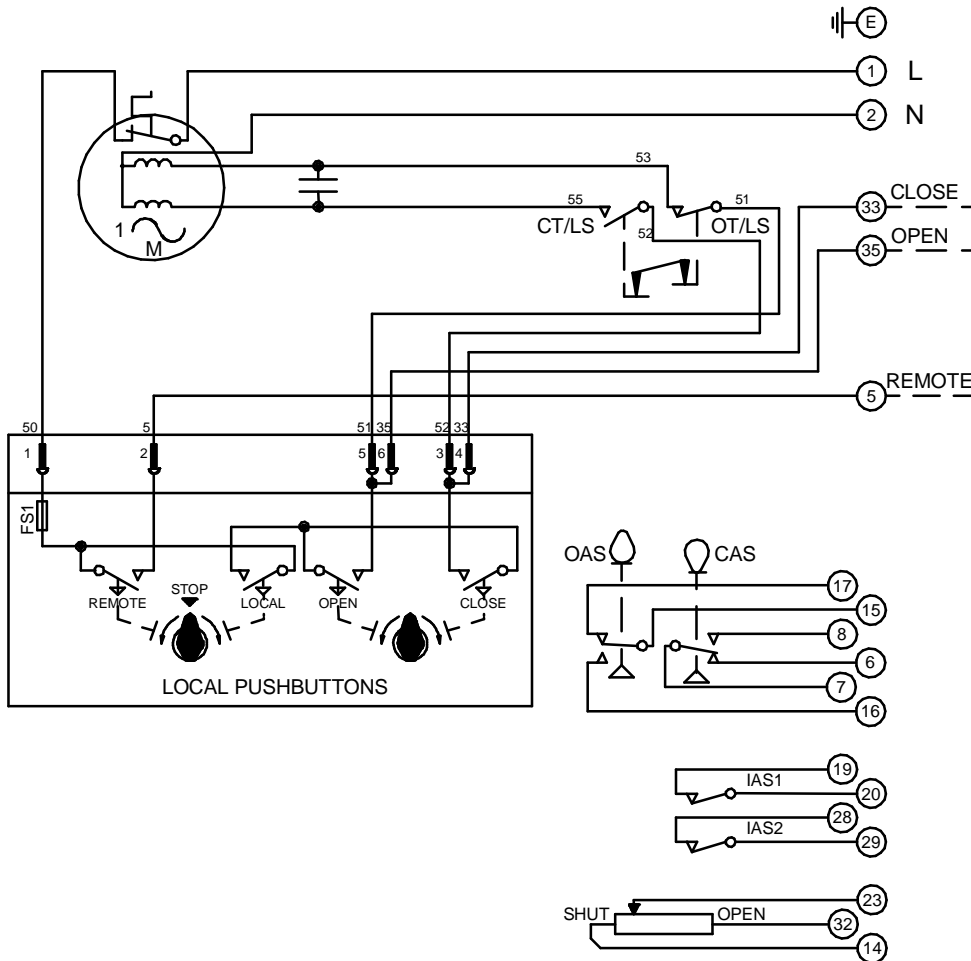 E
1 L
2 N
53
55
51
CT/LS
52
OT/LS
33 CLOSE
35 OPEN
1
M
5 REMOTE
50
5
51 35
52 33
1
2
5
6
3
4
FS1
STOP
REMOTE
LOCAL
OPEN
CLOSE
LOCAL PUSHBUTTONS
OAS
CAS
17
15
8
6
7
16
19
IAS1
20
28
IAS2
29
23
SHUT
OPEN
32
14